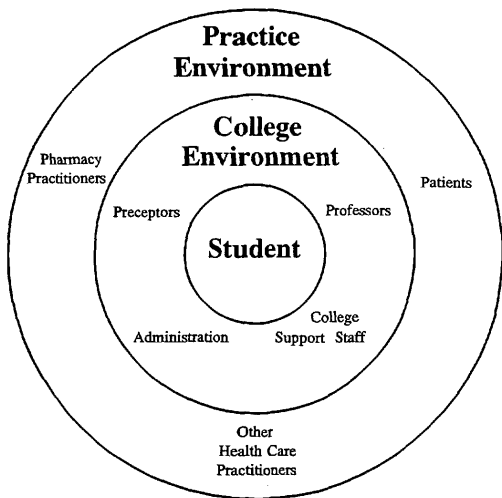 Practice
Environment
College
Environment
Pharmacy
Practitioners
Patients
Preceptors
Professors
Student
Administration
College
Support Staff
Other
Health Care
Practitioners